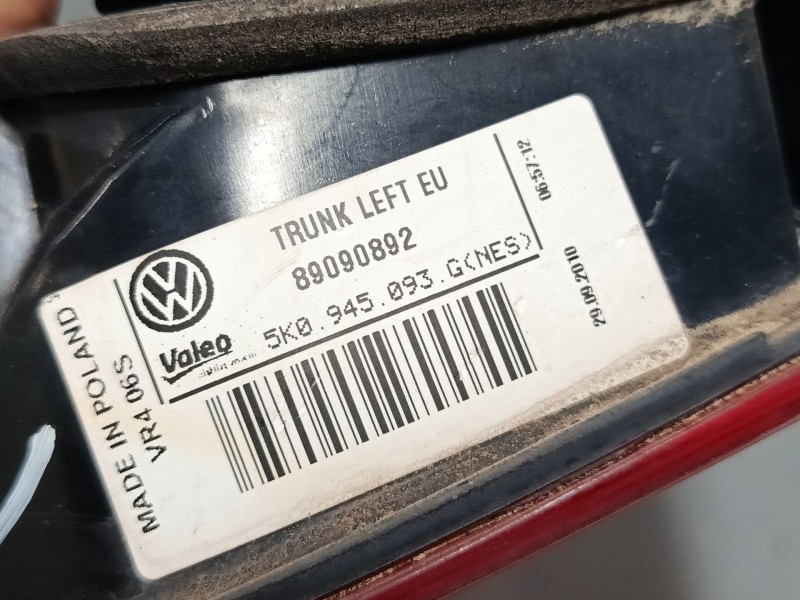 TRUNK LEFT EU
89090892
5K0.945.093.G(NES)
Valeo
MADE IN POLAND
VR4 06S
06:57:12
29.09.2010